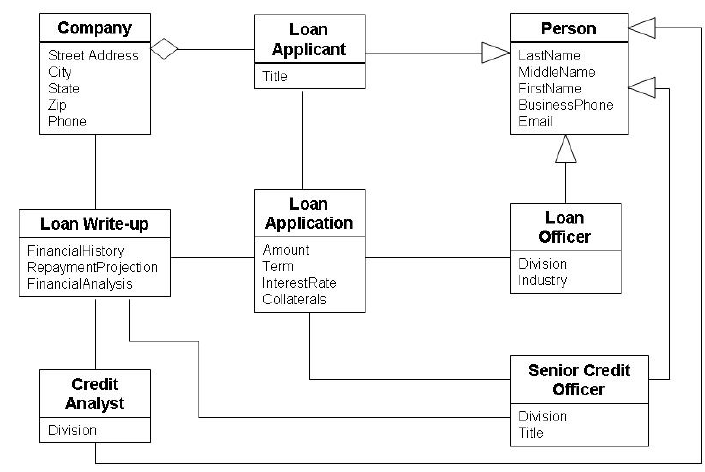 Company
Street Address
City
State
Zip
Phone
Loan
Applicant
Title
Person
LastName
MiddleName
FirstName
BusinessPhone
Email
Loan Write-up
FinancialHistory
RepaymentProjection
FinancialAnalysis
Loan
Application
Amount
Term
InterestRate
Collaterals
Loan
Officer
Division
Industry
Credit
Analyst
Division
Senior Credit
Officer
Division
Title